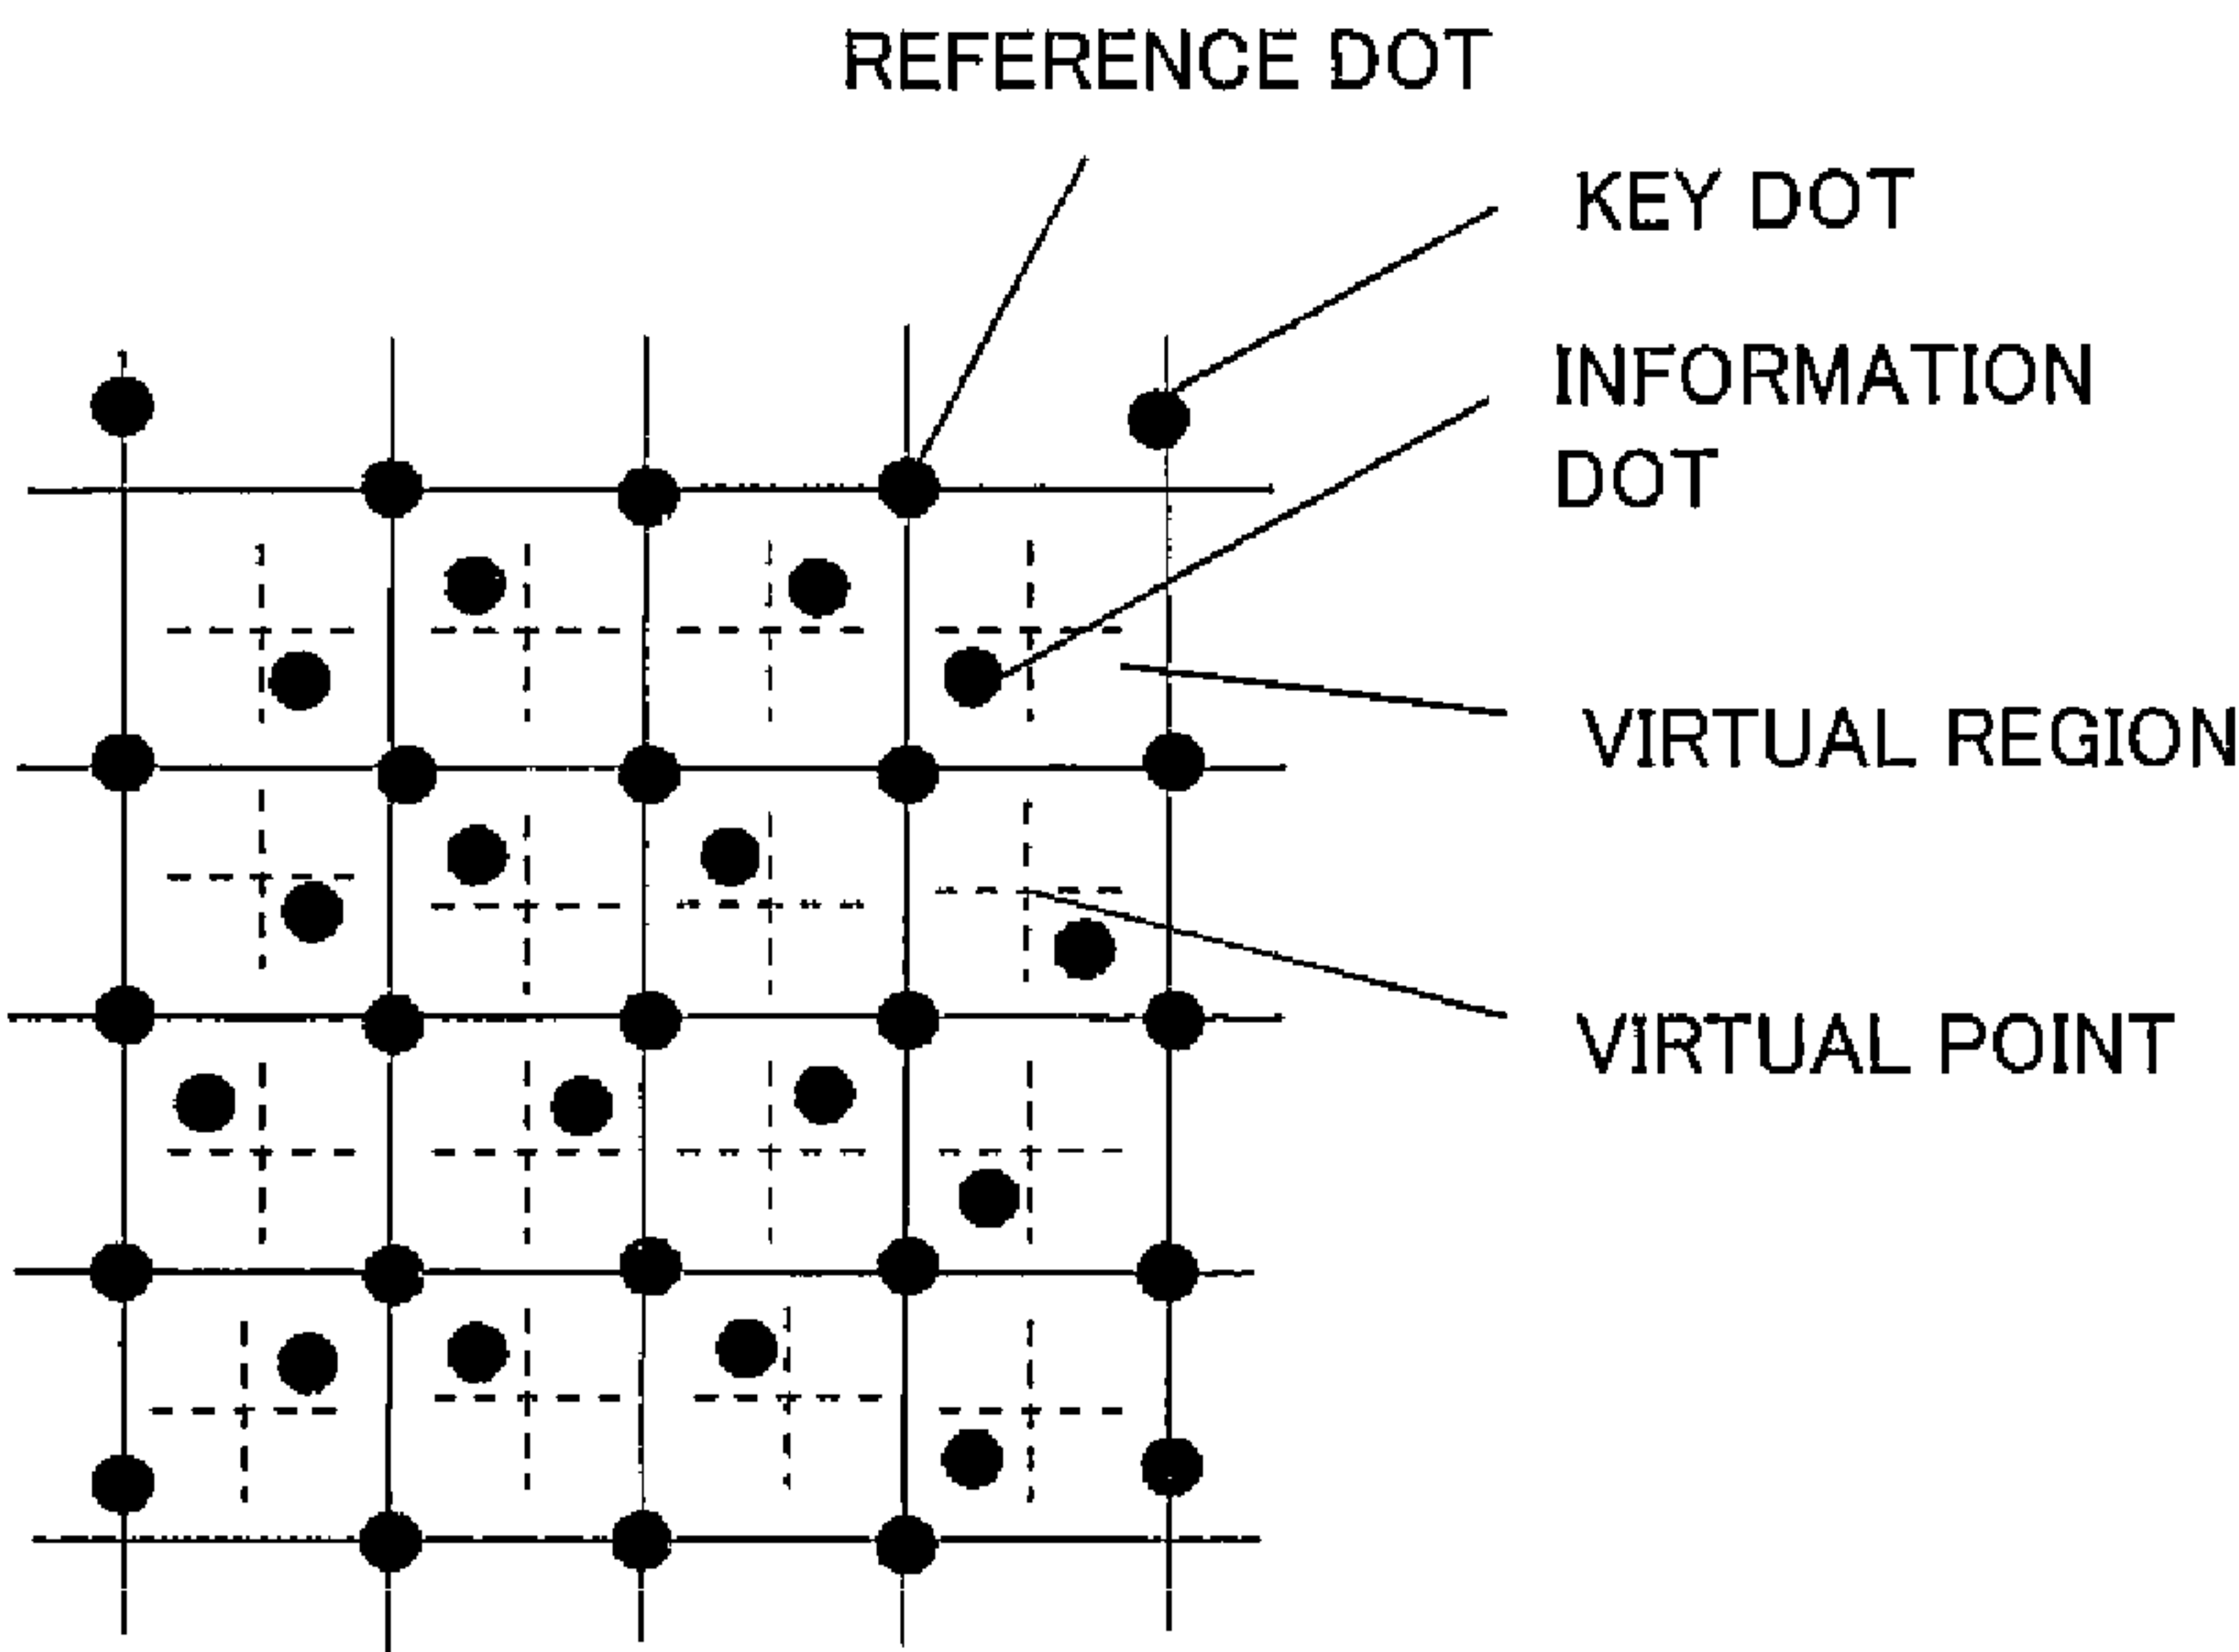 REFERENCE DOT
KEY DOT
INFORMATION
DOT
VIRTUAL REGION
VIRTUAL POINT